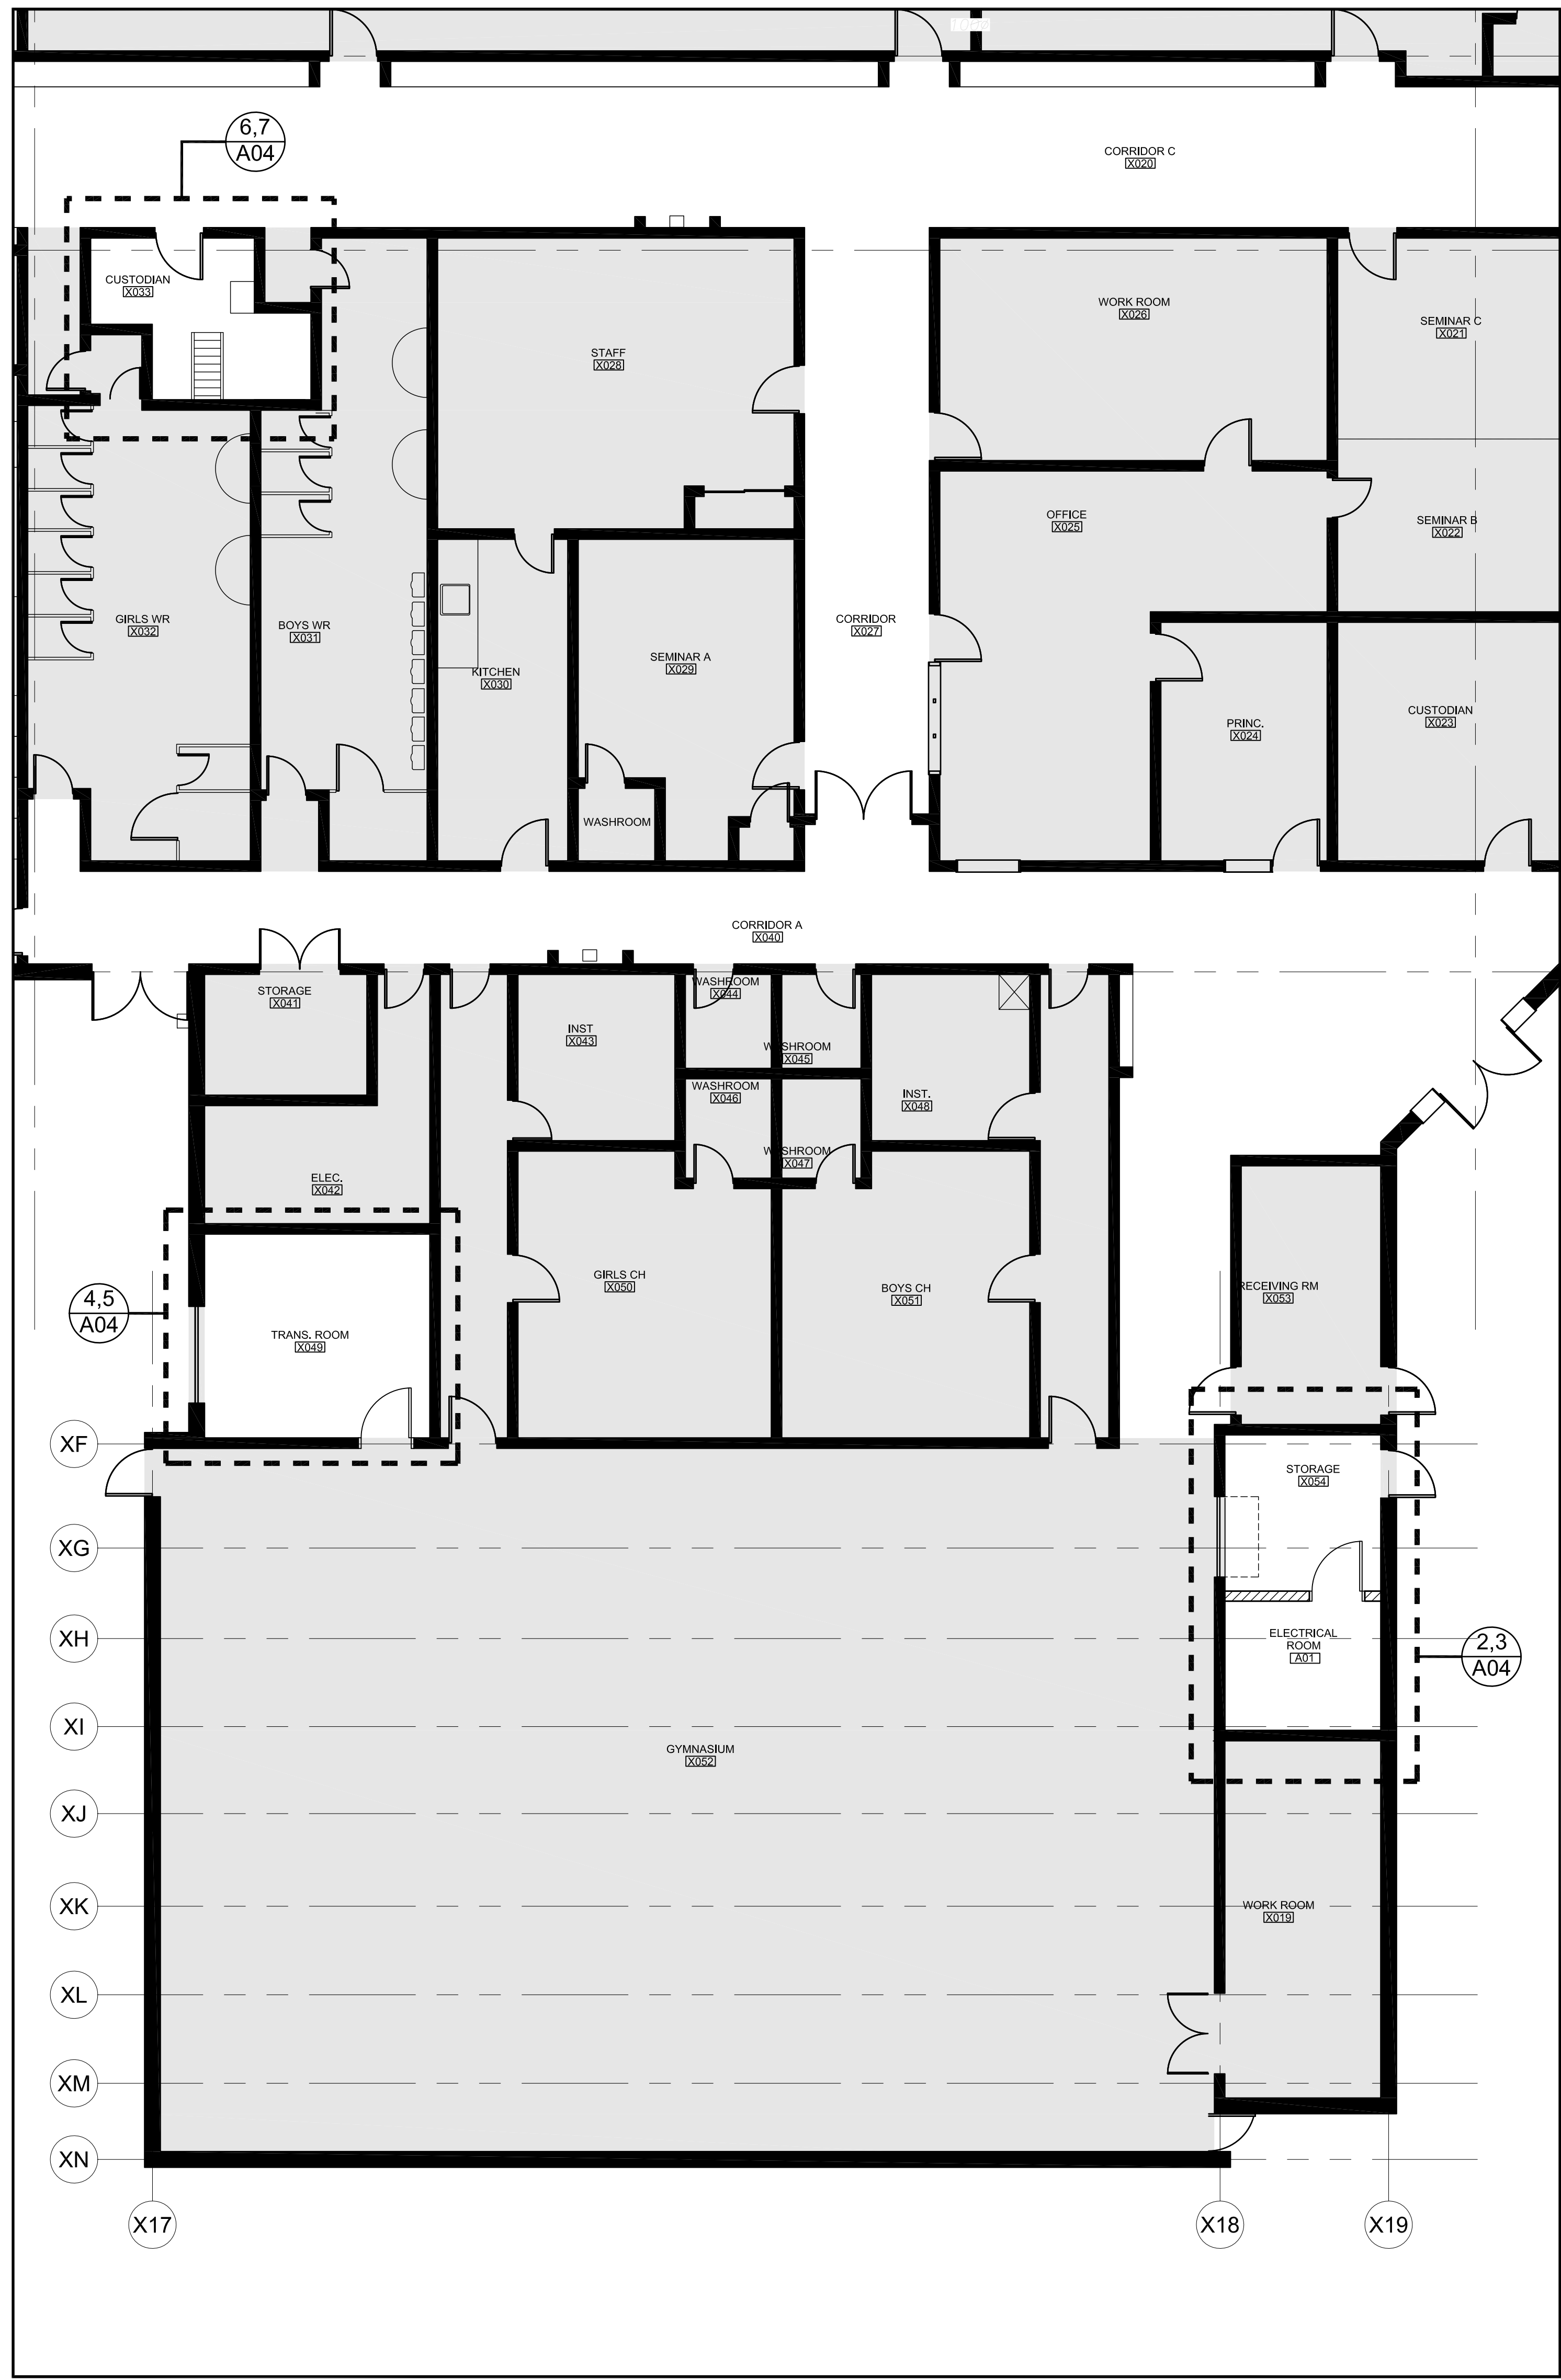 6,7
A04
CORRIDOR C
X020
CUSTODIAN
X033
STAFF
X028
WORK ROOM
X026
SEMINAR C
X021
OFFICE
X025
SEMINAR B
X022
GIRLS WR
X032
BOYS WR
X031
KITCHEN
X030
SEMINAR A
X029
CORRIDOR
X027
PRINC.
X024
CUSTODIAN
X023
WASHROOM
CORRIDOR A
X040
STORAGE
X041
INST
X043
WASHROOM
X044
WASHROOM
X045
WASHROOM
X046
WASHROOM
X047
INST.
X048
ELEC.
X042
4,5
A04
TRANS. ROOM
X049
GIRLS CH
X050
BOYS CH
X051
RECEIVING RM
X053
XF
STORAGE
X054
XG
XH
ELECTRICAL
ROOM
A01
2,3
A04
XI
GYMNASIUM
X052
XJ
XK
WORK ROOM
X019
XL
XM
XN
X17
X18
X19